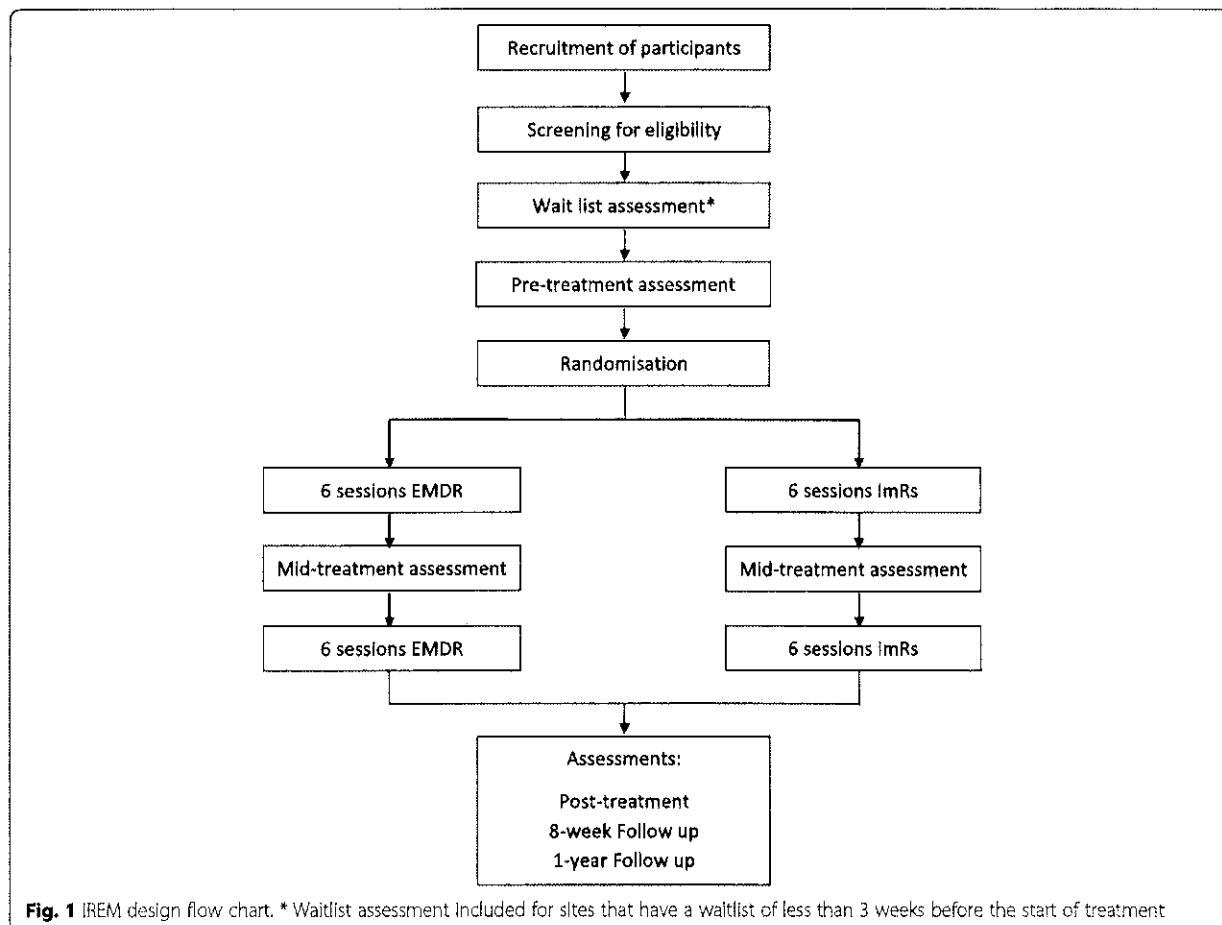 Recruitment of participants
Screening for eligibility
Wait list assessment*
Pre-treatment assessment
Randomisation
6 sessions EMDR
6 sessions ImRs
Mid-treatment assessment
Mid-treatment assessment
6 sessions EMDR
6 sessions ImRs
Assessments:
Post-treatment
8-week Follow up
1-year Follow up
Fig. 1 IREM design flow chart. * Waitlist assessment included for sites that have a waitlist of less than 3 weeks before the start of treatment